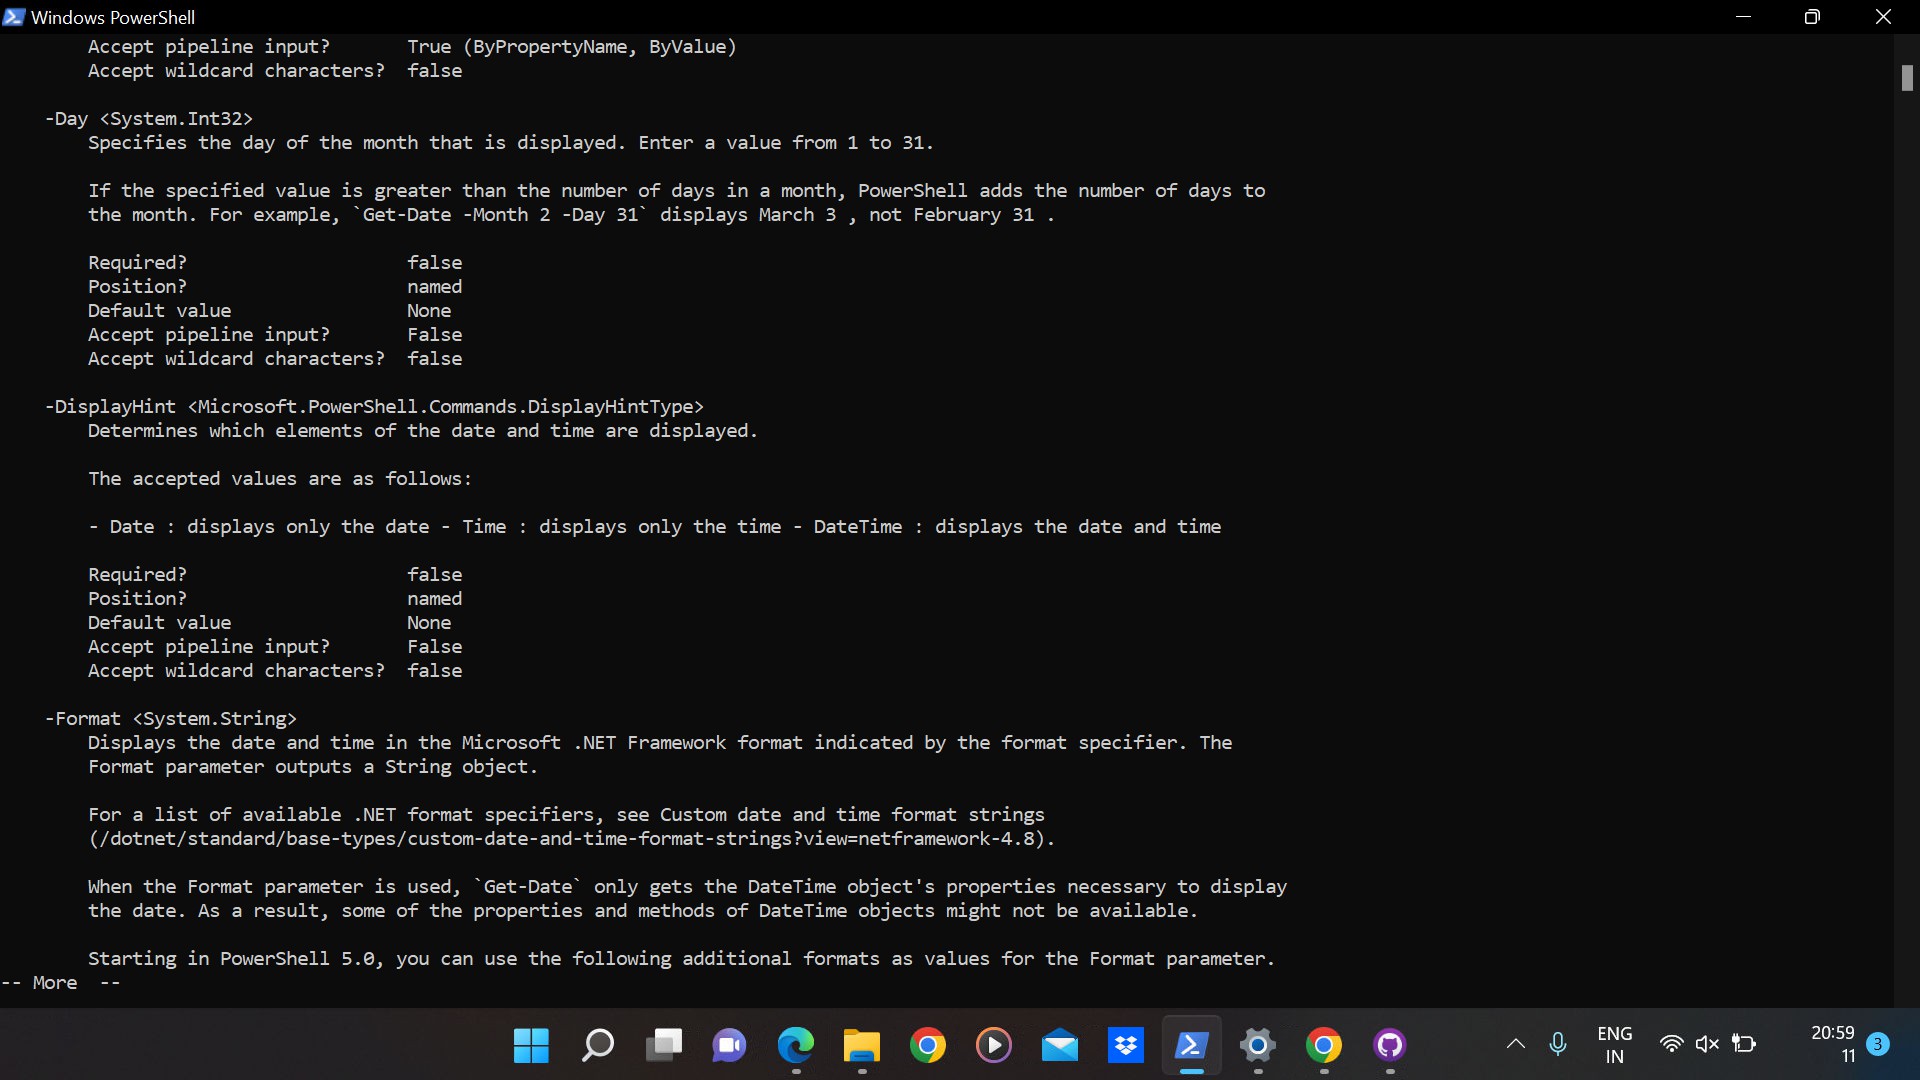 Windows PowerShell
Accept pipeline input? True (ByPropertyName, ByValue)
Accept wildcard characters? false
-Day <System.Int32>
Specifies the day of the month that is displayed. Enter a value from 1 to 31.
If the specified value is greater than the number of days in a month, PowerShell adds the number of days to
the month. For example, `Get-Date -Month 2 -Day 31` displays March 3 , not February 31 .
Required? false
Position? named
Default value None
Accept pipeline input? False
Accept wildcard characters? false
-DisplayHint <Microsoft.PowerShell.Commands.DisplayHintType>
Determines which elements of the date and time are displayed.
The accepted values are as follows:
- Date : displays only the date - Time : displays only the time - DateTime : displays the date and time
Required? false
Position? named
Default value None
Accept pipeline input? False
Accept wildcard characters? false
-Format <System.String>
Displays the date and time in the Microsoft .NET Framework format indicated by the format specifier. The
Format parameter outputs a String object.
For a list of available .NET format specifiers, see Custom date and time format strings
(/dotnet/standard/base-types/custom-date-and-time-format-strings?view=netframework-4.8).
When the Format parameter is used, `Get-Date` only gets the DateTime object's properties necessary to display
the date. As a result, some of the properties and methods of DateTime objects might not be available.
Starting in PowerShell 5.0, you can use the following additional formats as values for the Format parameter.
-- More --
ENG
IN
20:59
11
3